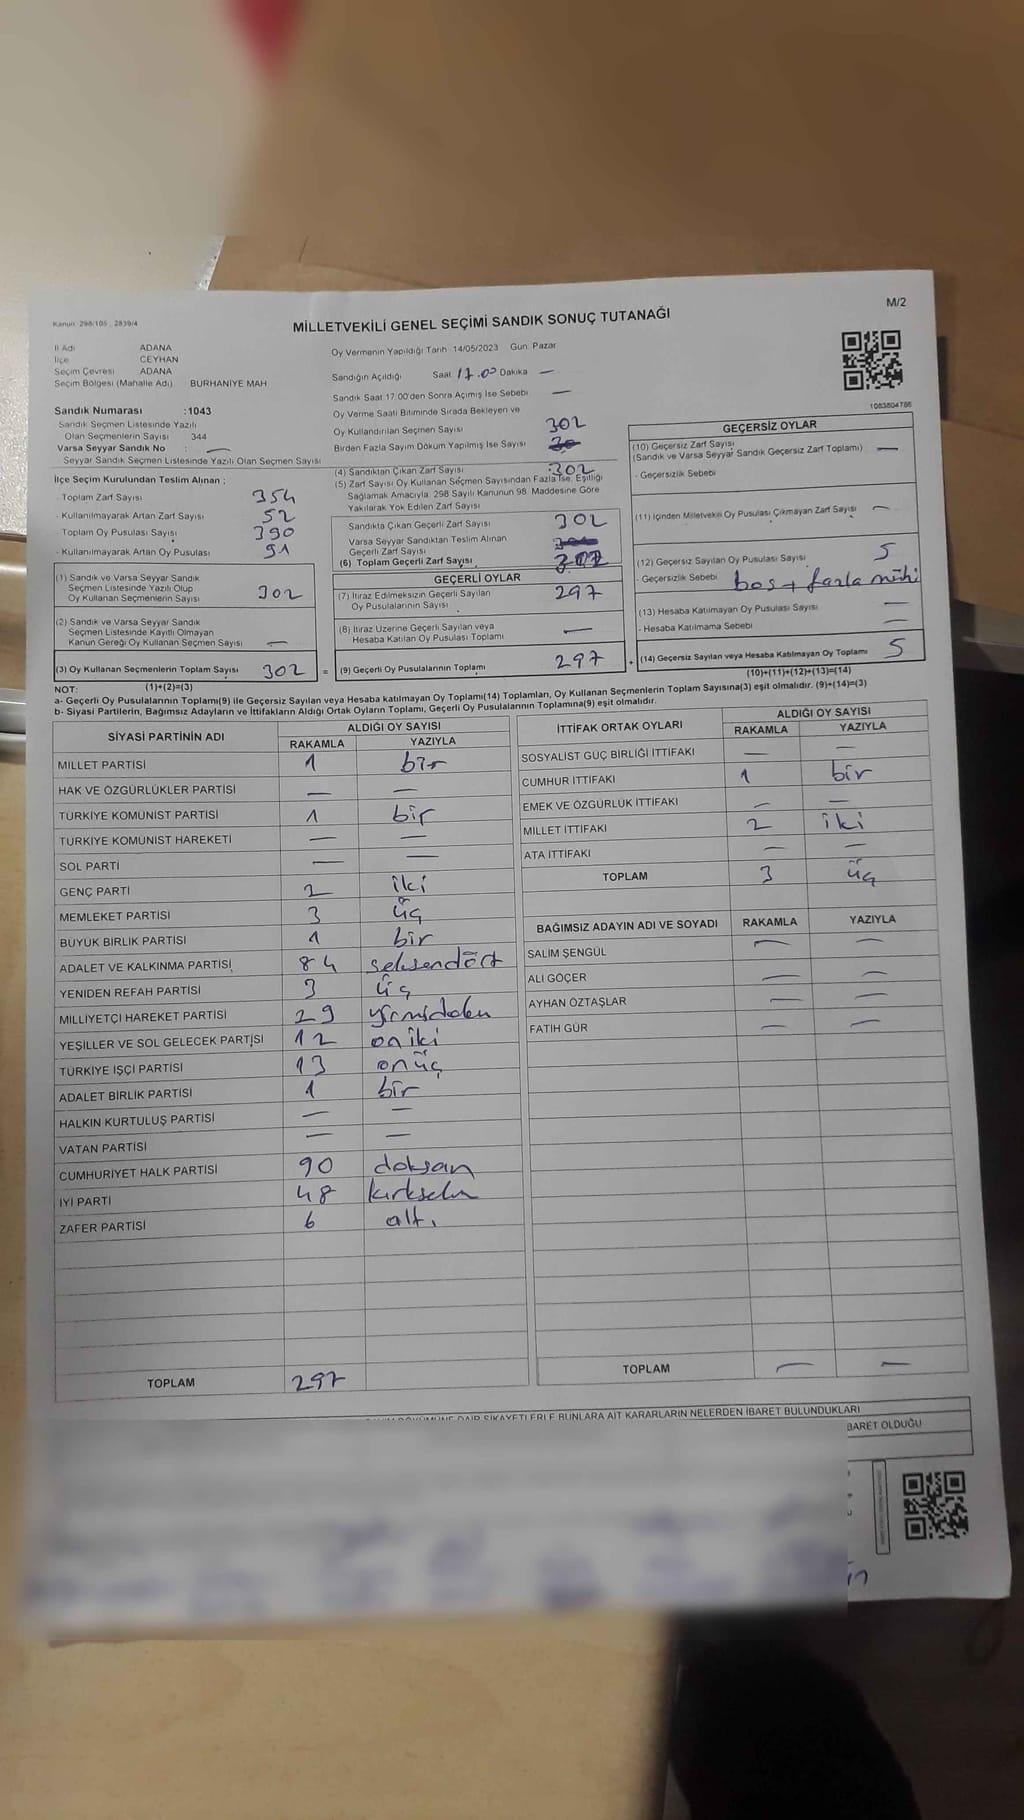 Kanun: 298/105 , 2839/4
M/2
MİLLETVEKİLİ GENEL SEÇİMİ SANDIK SONUÇ TUTANAĞI
İl Adı ADANA
İlçe CEYHAN
Seçim Çevresi ADANA
Seçim Bölgesi (Mahalle Adı) BURHANİYE MAH
Sandık Numarası :1043
Sandık Seçmen Listesinde Yazılı
Olan Seçmenlerin Sayısı 344
Varsa Seyyar Sandık No : —
Seyyar Sandık Seçmen Listesinde Yazılı Olan Seçmen Sayısı
İlçe Seçim Kurulundan Teslim Alınan :
- Toplam Zarf Sayısı 354
- Kullanılmayarak Artan Zarf Sayısı 52
- Toplam Oy Pusulası Sayısı 390
- Kullanılmayarak Artan Oy Pusulası 91
(1) Sandık ve Varsa Seyyar Sandık
Seçmen Listesinde Yazılı Olup
Oy Kullanan Seçmenlerin Sayısı 302
(2) Sandık ve Varsa Seyyar Sandık
Seçmen Listesinde Kayıtlı Olmayan
Kanun Gereği Oy Kullanan Seçmen Sayısı —
(3) Oy Kullanan Seçmenlerin Toplam Sayısı 302 =
(1)+(2)=(3)
Oy Vermenin Yapıldığı Tarih 14/05/2023 Gün: Pazar
Sandığın Açıldığı Saat 17.00 Dakika —
Sandık Saat 17:00'den Sonra Açımış İse Sebebi —
Oy Verme Saati Bitiminde Sırada Bekleyen ve
Oy Kullandırılan Seçmen Sayısı 302
Birden Fazla Sayım Döküm Yapılmış İse Sayısı
(4) Sandıktan Çıkan Zarf Sayısı :302
(5) Zarf Sayısı Oy Kullanan Seçmen Sayısından Fazla İse, Eşitliği
Sağlamak Amacıyla 298 Sayılı Kanunun 98. Maddesine Göre
Yakılarak Yok Edilen Zarf Sayısı
Sandıkta Çıkan Geçerli Zarf Sayısı 302
Varsa Seyyar Sandıktan Teslim Alınan
Geçerli Zarf Sayısı
(6) Toplam Geçerli Zarf Sayısı 302
GEÇERLİ OYLAR
(7) İtiraz Edilmeksizin Geçerli Sayılan
Oy Pusulalarının Sayısı 297
(8) İtiraz Üzerine Geçerli Sayılan veya
Hesaba Katılan Oy Pusulası Toplamı —
(9) Geçerli Oy Pusulalarının Toplamı 297 +
1083804786
GEÇERSİZ OYLAR
(10) Geçersiz Zarf Sayısı
(Sandık ve Varsa Seyyar Sandık Geçersiz Zarf Toplamı) —
- Geçersizlik Sebebi
(11) İçinden Milletvekili Oy Pusulası Çıkmayan Zarf Sayısı —
(12) Geçersiz Sayılan Oy Pusulası Sayısı 5
- Geçersizlik Sebebi boş + fazla mühi
(13) Hesaba Katılmayan Oy Pusulası Sayısı —
- Hesaba Katılmama Sebebi —
(14) Geçersiz Sayılan veya Hesaba Katılmayan Oy Toplamı 5
(10)+(11)+(12)+(13)=(14)
NOT:
a- Geçerli Oy Pusulalarının Toplamı(9) ile Geçersiz Sayılan veya Hesaba katılmayan Oy Toplamı(14) Toplamları, Oy Kullanan Seçmenlerin Toplam Sayısına(3) eşit olmalıdır. (9)+(14)=(3)
b- Siyasi Partilerin, Bağımsız Adayların ve İttifakların Aldığı Ortak Oyların Toplamı, Geçerli Oy Pusulalarının Toplamına(9) eşit olmalıdır.
SİYASİ PARTİNİN ADI ALDIĞI OY SAYISI
RAKAMLA YAZIYLA
MİLLET PARTİSİ 1 bir
HAK VE ÖZGÜRLÜKLER PARTİSİ — —
TÜRKİYE KOMÜNİST PARTİSİ 1 bir
TÜRKİYE KOMÜNİST HAREKETİ — —
SOL PARTİ — —
GENÇ PARTİ 2 iki
MEMLEKET PARTİSİ 3 üç
BÜYÜK BİRLİK PARTİSİ 1 bir
ADALET VE KALKINMA PARTİSİ 84 seksendört
YENİDEN REFAH PARTİSİ 3 üç
MİLLİYETÇİ HAREKET PARTİSİ 29 yirmidokuz
YEŞİLLER VE SOL GELECEK PARTİSİ 12 oniki
TÜRKİYE İŞÇİ PARTİSİ 13 onüç
ADALET BİRLİK PARTİSİ 1 bir
HALKIN KURTULUŞ PARTİSİ — —
VATAN PARTİSİ — —
CUMHURİYET HALK PARTİSİ 90 doksan
İYİ PARTİ 48 kırksekiz
ZAFER PARTİSİ 6 altı
TOPLAM 297
İTTİFAK ORTAK OYLARI ALDIĞI OY SAYISI
RAKAMLA YAZIYLA
SOSYALİST GÜÇ BİRLİĞİ İTTİFAKI — —
CUMHUR İTTİFAKI 1 bir
EMEK VE ÖZGÜRLÜK İTTİFAKI — —
MİLLET İTTİFAKI 2 iki
ATA İTTİFAKI — —
TOPLAM 3 üç
BAĞIMSIZ ADAYIN ADI VE SOYADI RAKAMLA YAZIYLA
SALİM ŞENGÜL — —
ALİ GÖÇER — —
AYHAN ÖZTAŞLAR — —
FATİH GÜR — —
TOPLAM — —
DAİR ŞİKAYETLERLE BUNLARA AİT KARARLARIN NELERDEN İBARET BULUNDUKLARI
BARET OLDUĞU